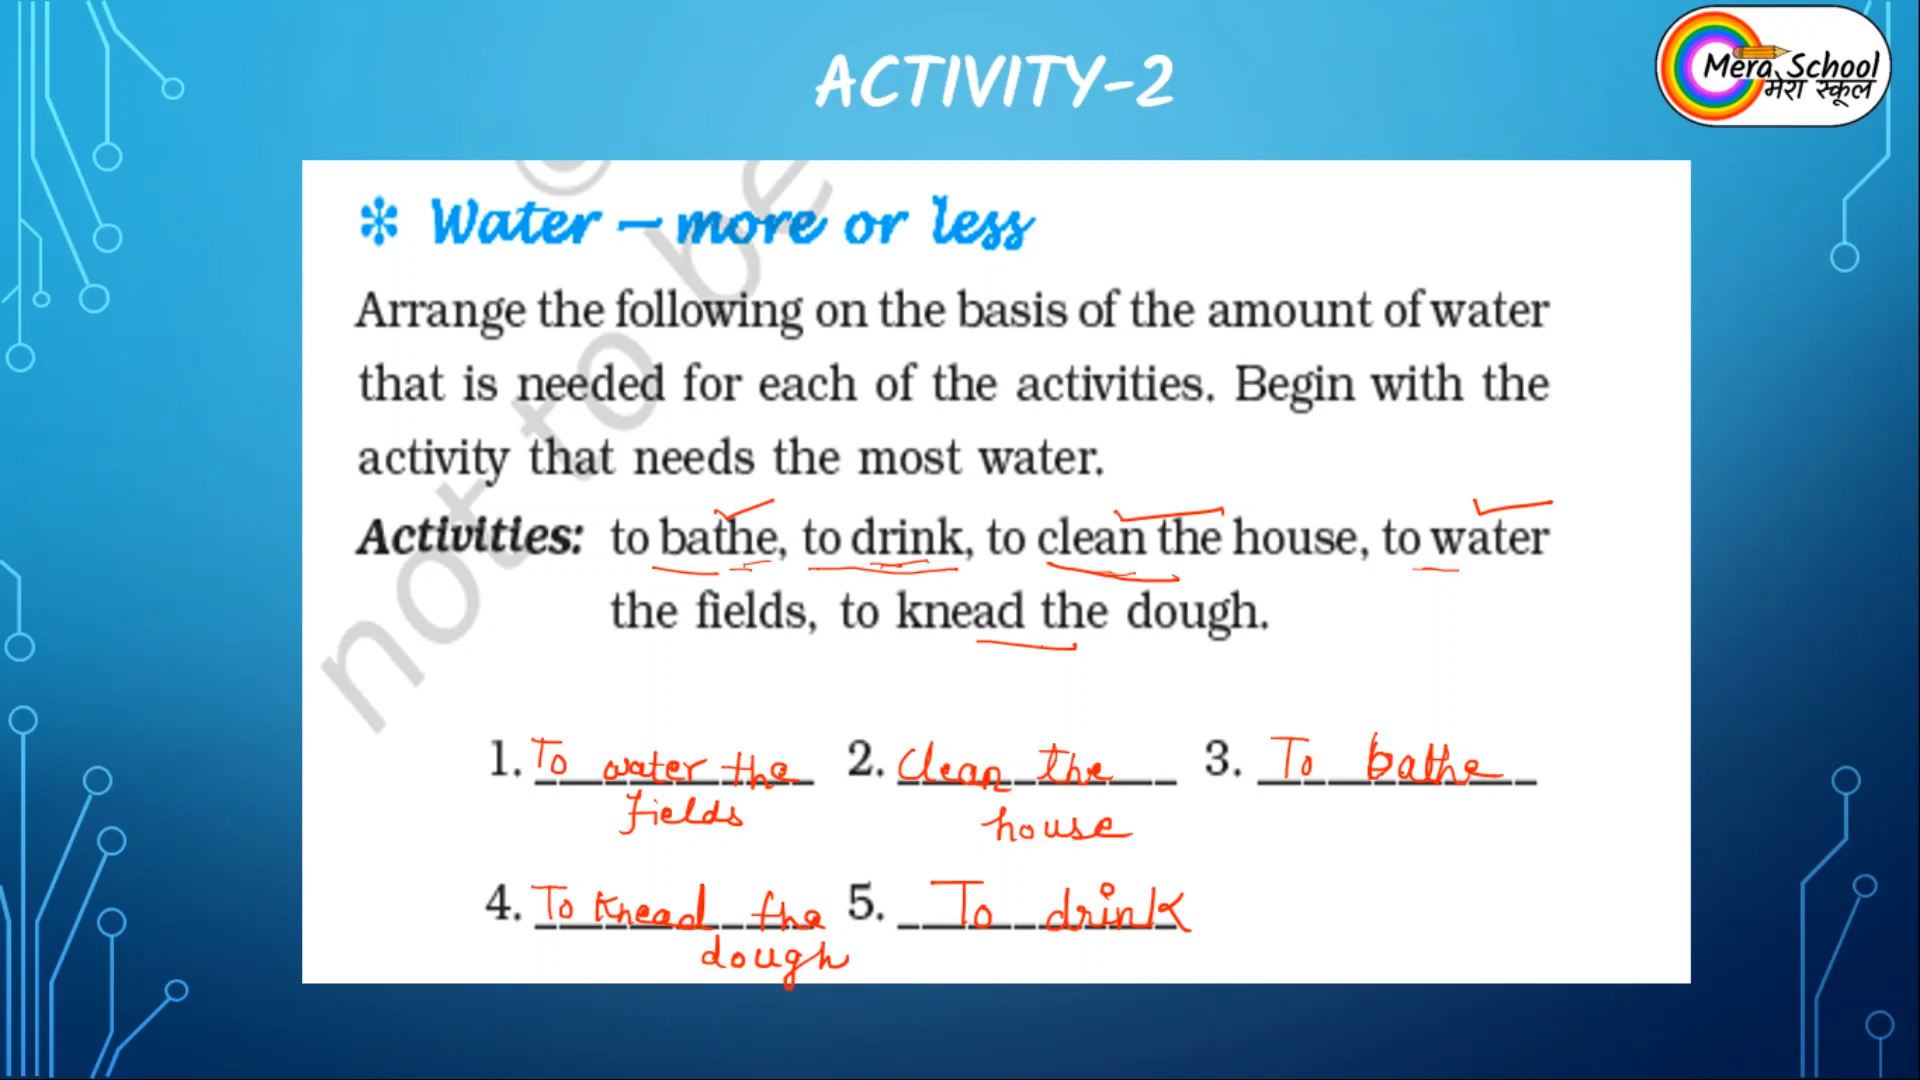 ACTIVITY-2
Mera School
मेरा स्कूल
✻ Water – more or less
Arrange the following on the basis of the amount of water
that is needed for each of the activities. Begin with the
activity that needs the most water.
Activities: to bathe, to drink, to clean the house, to water
the fields, to knead the dough.
1. To water the 2. Clean the 3. To bathe
fields house
4. To knead the 5. To drink
dough
not to be